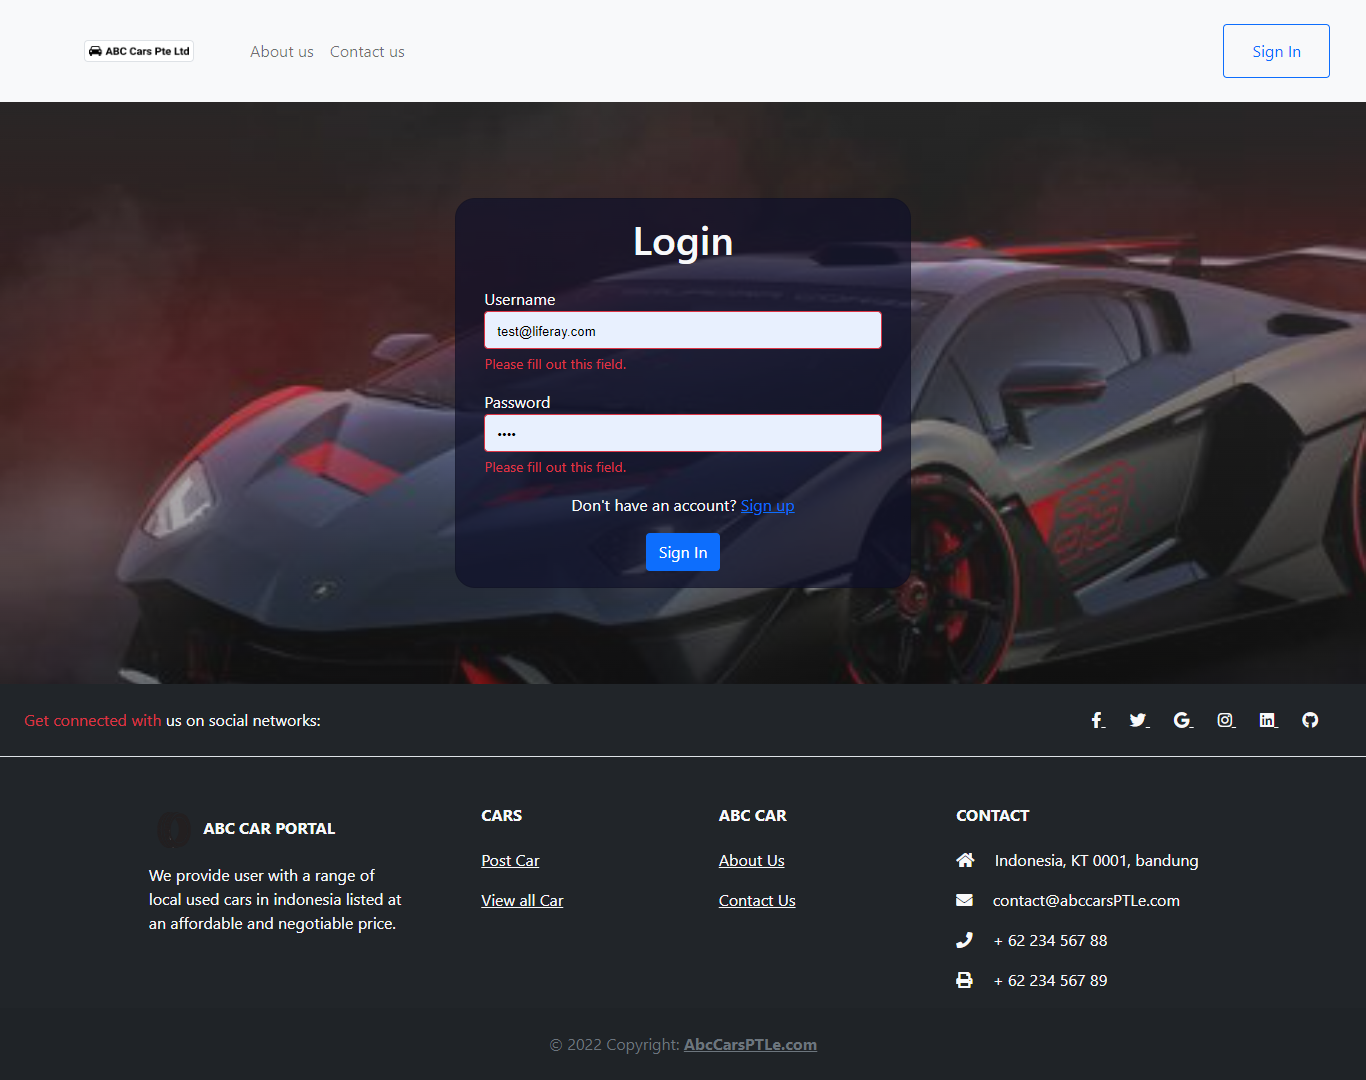 ABC Cars Pte Ltd
About us
Contact us
Sign In
Login
Username
test@liferay.com
Please fill out this field.
Password
••••
Please fill out this field.
Don't have an account? Sign up
Sign In
Get connected with us on social networks:
ABC CAR PORTAL
We provide user with a range of
local used cars in indonesia listed at
an affordable and negotiable price.
CARS
Post Car
View all Car
ABC CAR
About Us
Contact Us
CONTACT
Indonesia, KT 0001, bandung
contact@abccarsPTLe.com
+ 62 234 567 88
+ 62 234 567 89
© 2022 Copyright: AbcCarsPTLe.com